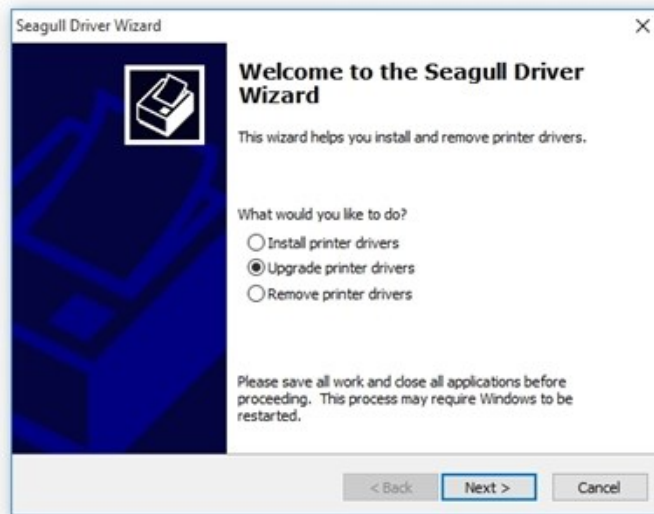 Seagull Driver Wizard
Welcome to the Seagull Driver
Wizard
This wizard helps you install and remove printer drivers.
What would you like to do?
Install printer drivers
Upgrade printer drivers
Remove printer drivers
Please save all work and close all applications before
proceeding. This process may require Windows to be
restarted.
< Back Next > Cancel